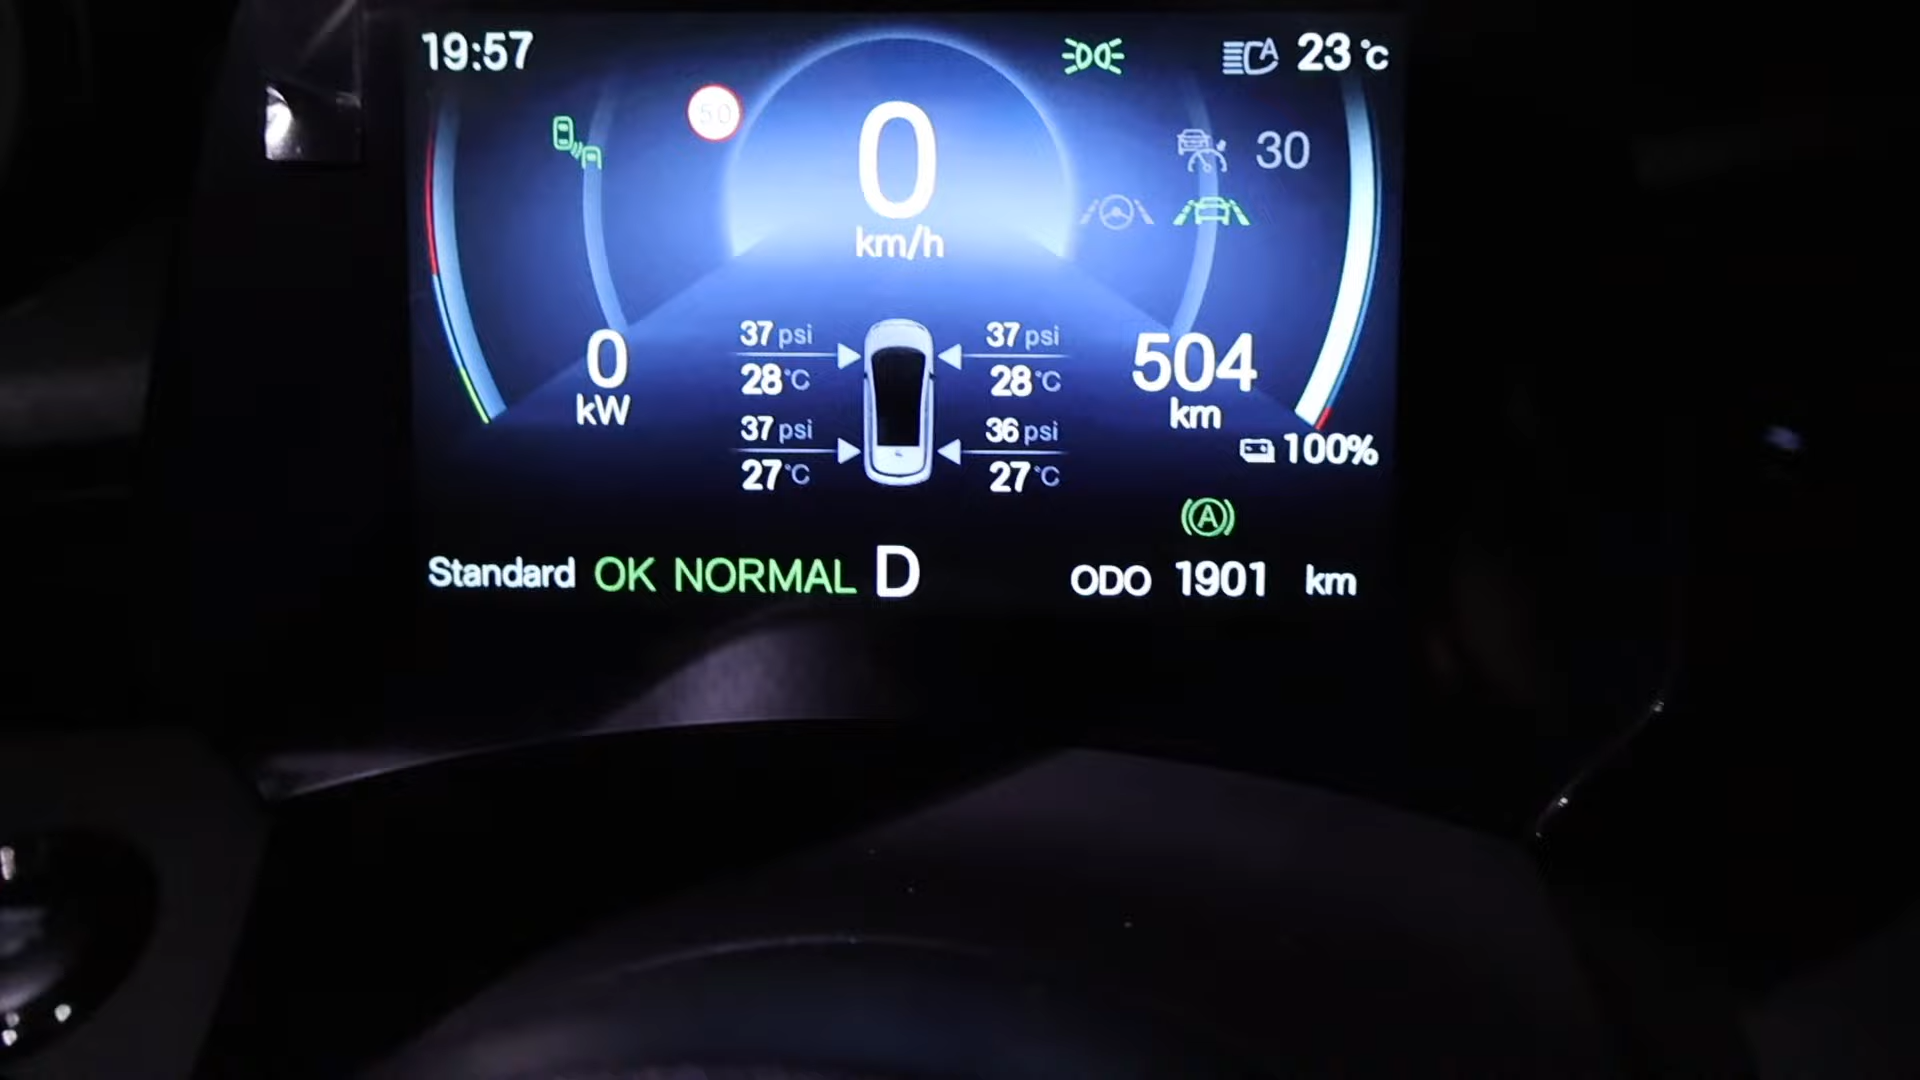 19:57
23 °C
50
0
km/h
30
37 psi
37 psi
28 °C
28 °C
0
kW
504
km
37 psi
36 psi
27 °C
27 °C
100%
A
Standard OK NORMAL D
ODO 1901 km